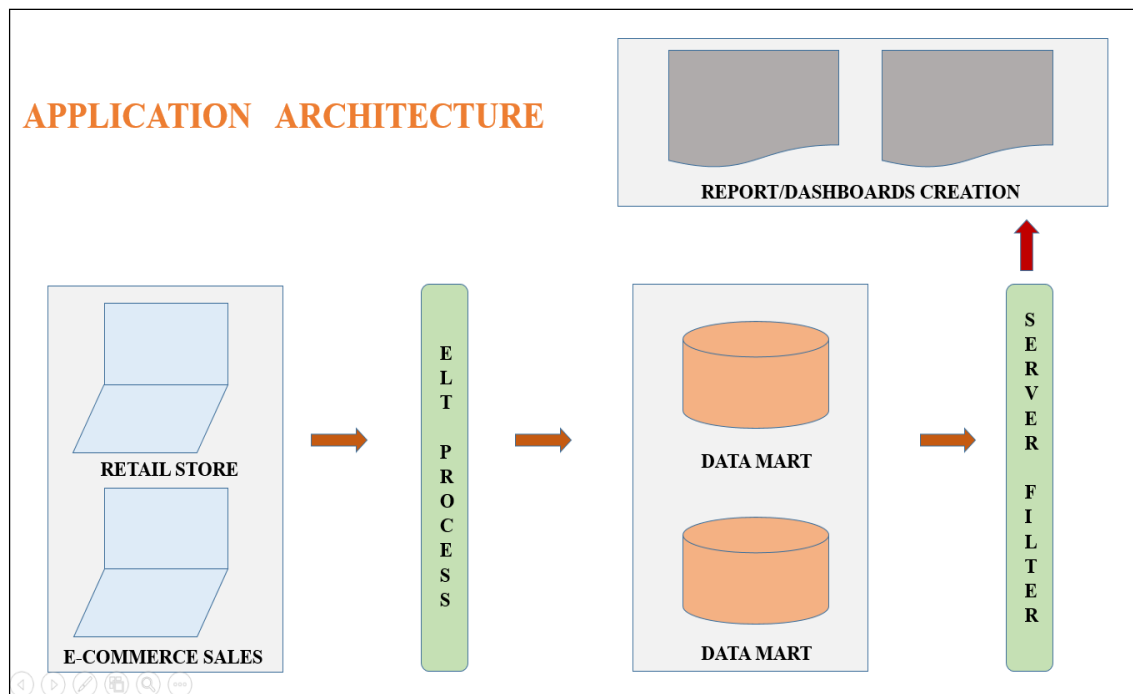 APPLICATION ARCHITECTURE
REPORT/DASHBOARDS CREATION
RETAIL STORE
E-COMMERCE SALES
ELT PROCESS
DATA MART
DATA MART
SERVER FILTER